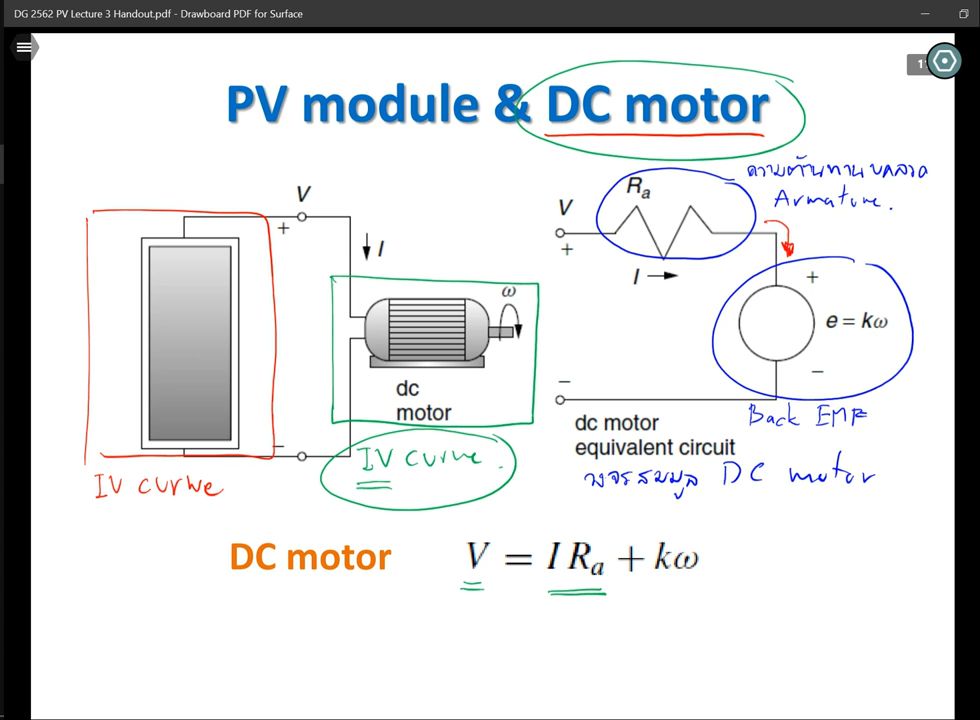 DG 2562 PV Lecture 3 Handout.pdf - Drawboard PDF for Surface
PV module & DC motor
ความต้านทานขดลวด
Armature.
V
+
I
ω
dc
motor
−
IV curve
IV curve.
V
+
Ra
I
+
e = kω
−
−
Back EMF
dc motor
equivalent circuit
วงจรสมมูล DC motor
DC motor
V = I Ra + kω